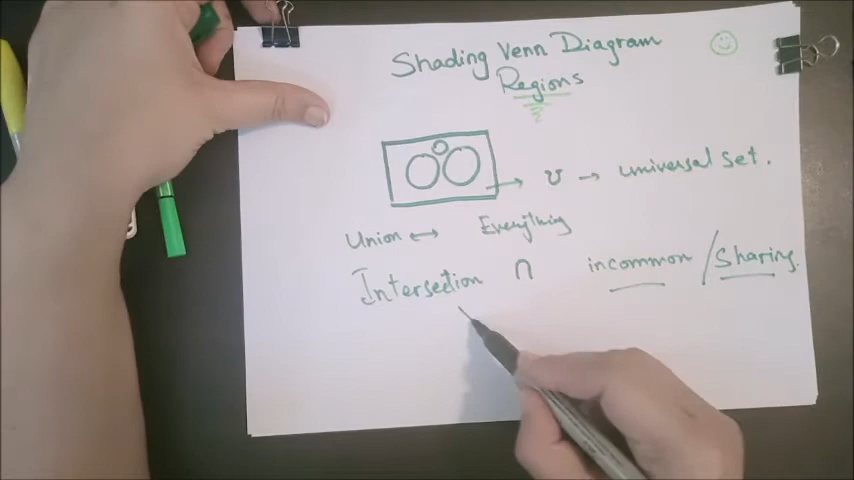 Shading Venn Diagram
Regions
U → universal set.
Union ↔ Everything
Intersection ∩ incommon / Sharing.